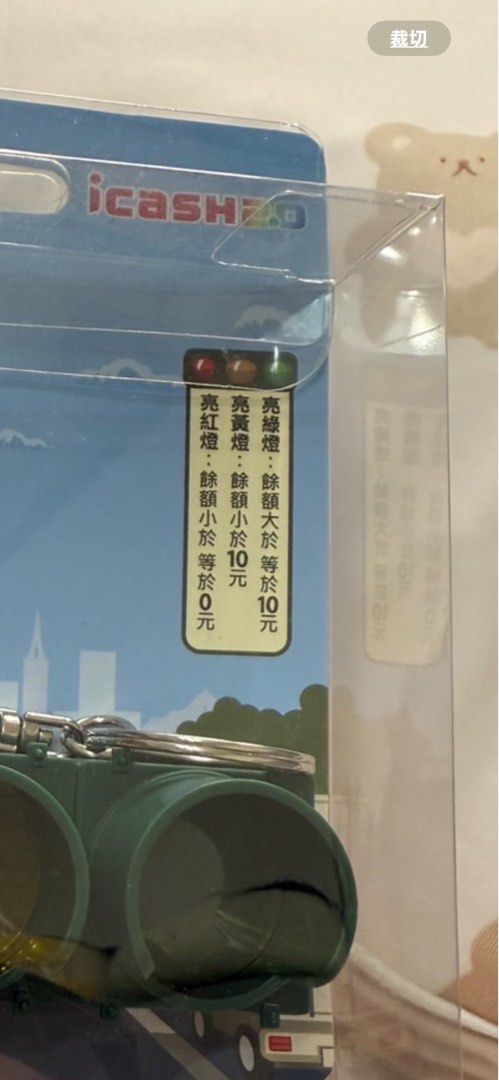 裁切
icash2.0
亮綠燈：餘額大於 等於10元
亮黃燈：餘額小於10元
亮紅燈：餘額小於 等於0元